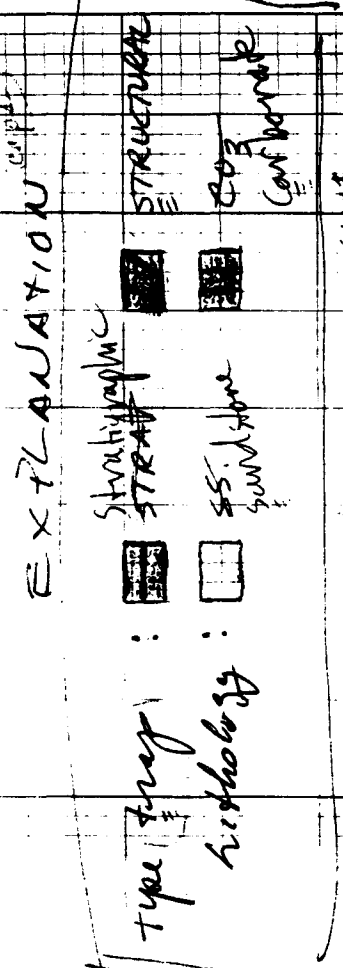 EXPLANATION
type trap : Stratigraphic STRAT STRUCTURAL
Lithology : SS. sandstone CO3 Carbonate